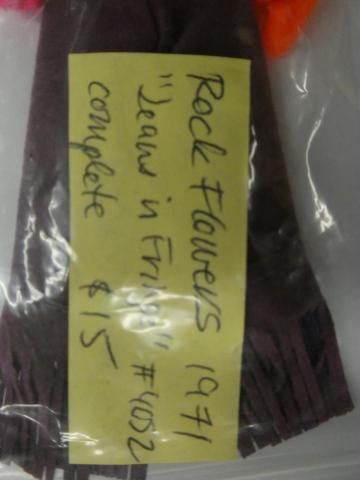 Rock Flowers 1971
"Jeans in Fringe" #4052
complete $15